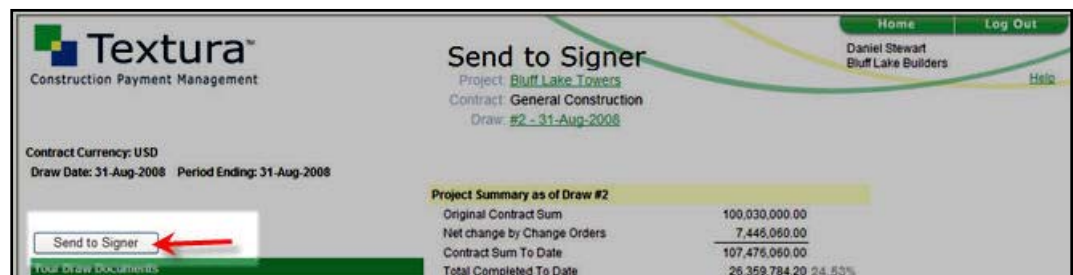 Home Log Out
Textura™
Construction Payment Management
Send to Signer
Daniel Stewart
Bluff Lake Builders
Help
Project: Bluff Lake Towers
Contract: General Construction
Draw: #2 - 31-Aug-2008
Contract Currency: USD
Draw Date: 31-Aug-2008 Period Ending: 31-Aug-2008
Send to Signer
Your Draw Documents
Project Summary as of Draw #2
Original Contract Sum 100,030,000.00
Net change by Change Orders 7,446,060.00
Contract Sum To Date 107,476,060.00
Total Completed To Date 26,359,784.20 24.53%